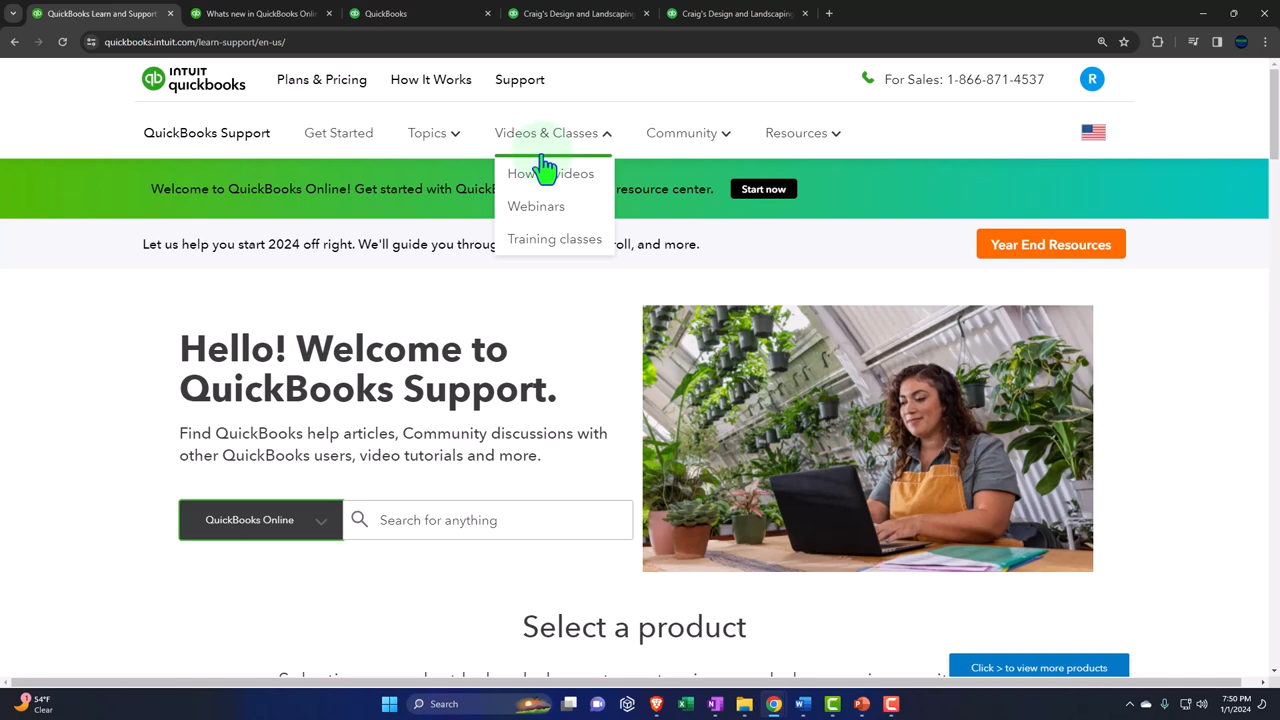 QuickBooks Learn and Support
What's New in QuickBooks Onlin
QuickBooks
Craig's Design and Landscaping
Craig's Design and Landscaping
quickbooks.intuit.com/learn-support/en-us/
INTUIT
quickbooks
Plans & Pricing
How It Works
Support
For Sales: 1-866-871-4537
R
QuickBooks Support
Get Started
Topics
Videos & Classes
Community
Resources
How videos
Webinars
Training classes
Welcome to QuickBooks Online! Get started with Quick resource center.
Start now
Let us help you start 2024 off right. We'll guide you throug roll, and more.
Year End Resources
Hello! Welcome to
QuickBooks Support.
Find QuickBooks help articles, Community discussions with
other QuickBooks users, video tutorials and more.
QuickBooks Online
Search for anything
Select a product
Click > to view more products
54°F
Clear
Search
7:50 PM
1/1/2024